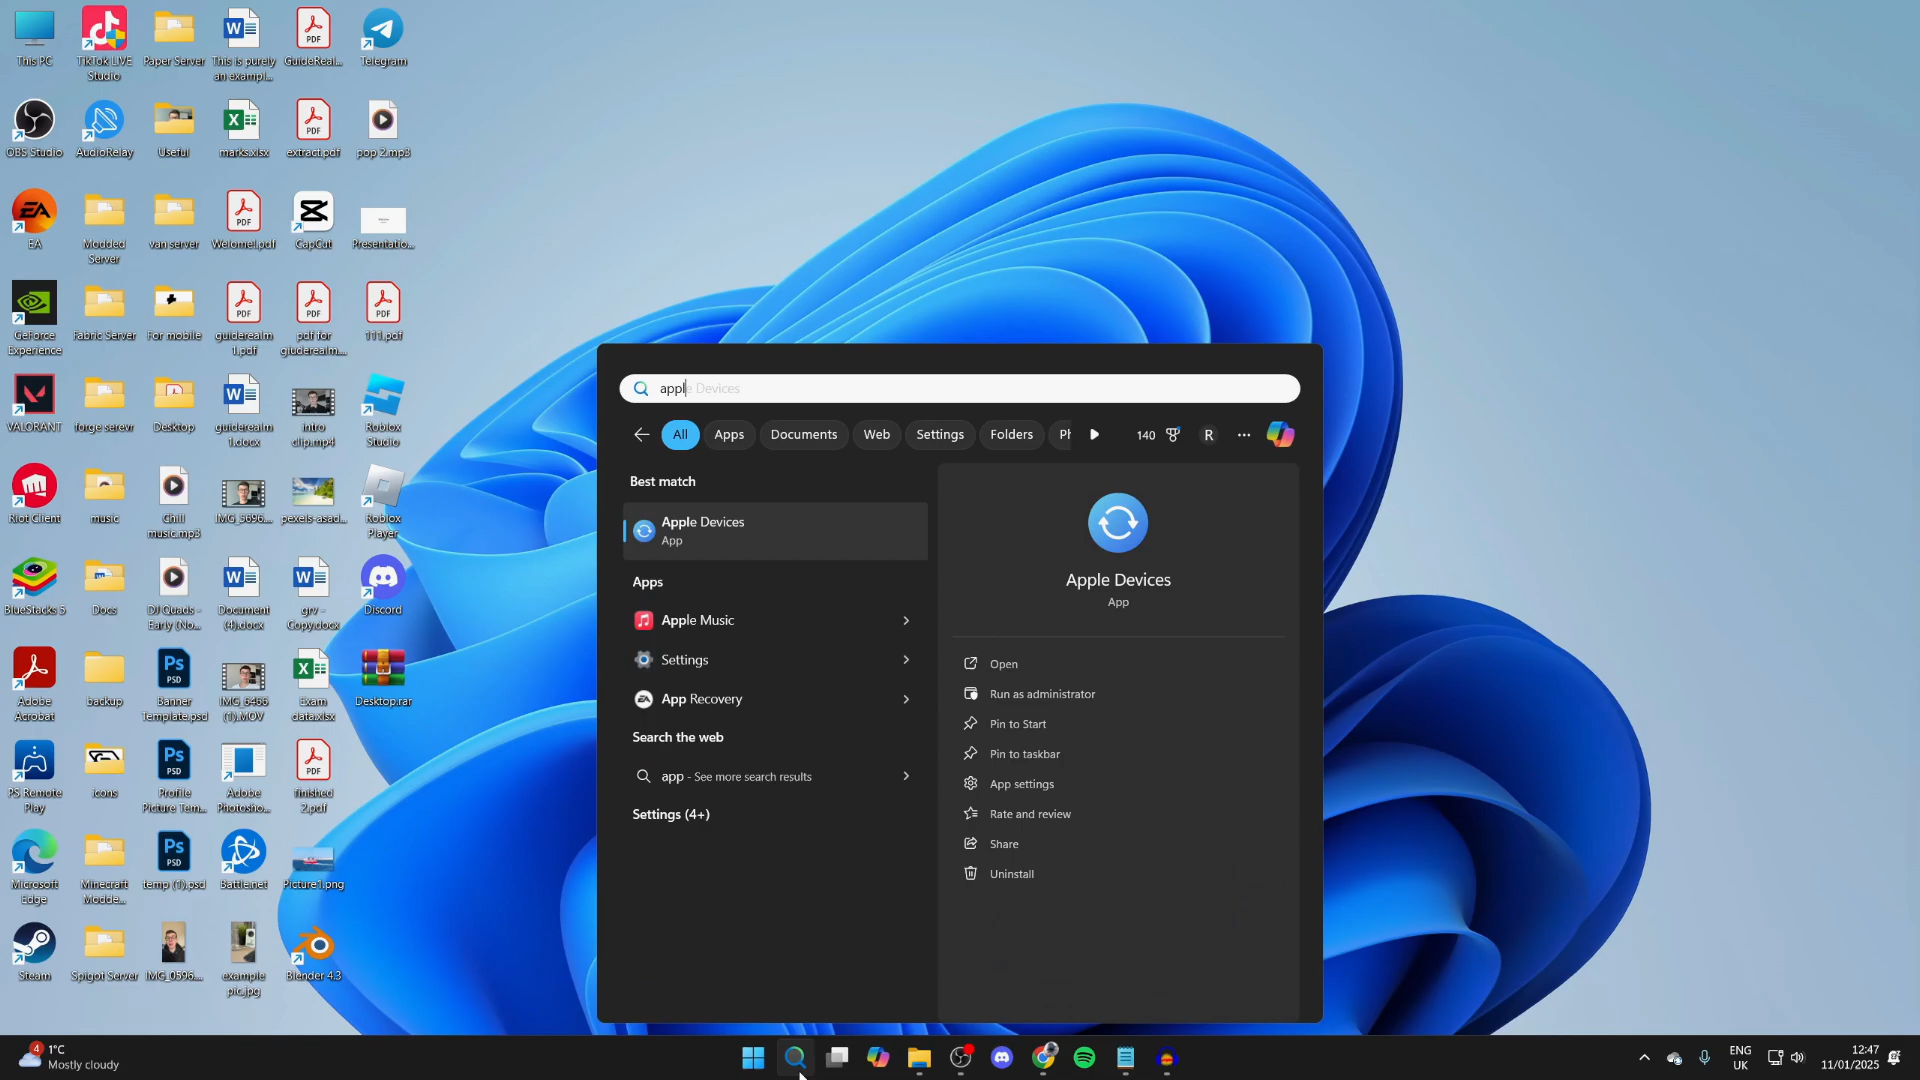 This PC
TikTok LIVE
Studio
Paper Server
This is purely
an exampl...
GuideReal...
Telegram
OBS Studio
AudioRelay
Useful
marks.xlsx
extract.pdf
pop 2.mp3
EA
Modded
Server
van server
Welome!.pdf
CapCut
Presentatio...
GeForce
Experience
Fabric Server
For mobile
guiderealm
1.pdf
pdf for
giuderealm...
111.pdf
VALORANT
forge serevr
Desktop
guiderealm
1.docx
intro
clip.mp4
Roblox
Studio
Riot Client
music
Chill
music.mp3
IMG_3696...
pexels-asad...
Roblox
Player
BlueStacks 5
Docs
DJ Quads -
Early (No...
Document
(4).docx
grv -
Copy.docx
Discord
Adobe
Acrobat
backup
Banner
Template.psd
IMG_6466
(1).MOV
Exam
data.xlsx
Desktop.rar
PS Remote
Play
icons
Profile
Picture Tem...
Adobe
Photosho...
finished
2.pdf
Microsoft
Edge
Minecraft
Modde...
temp (1).psd
Battle.net
Picture1.png
Steam
Spigot Server
IMG_0596....
example
pic.jpg
Blender 4.3
apple Devices
All Apps Documents Web Settings Folders Ph 140 R
Best match
Apple Devices
App
Apps
Apple Music
Settings
App Recovery
Search the web
app - See more search results
Settings (4+)
Apple Devices
App
Open
Run as administrator
Pin to Start
Pin to taskbar
App settings
Rate and review
Share
Uninstall
4
1°C
Mostly cloudy
ENG
UK
12:47
11/01/2025